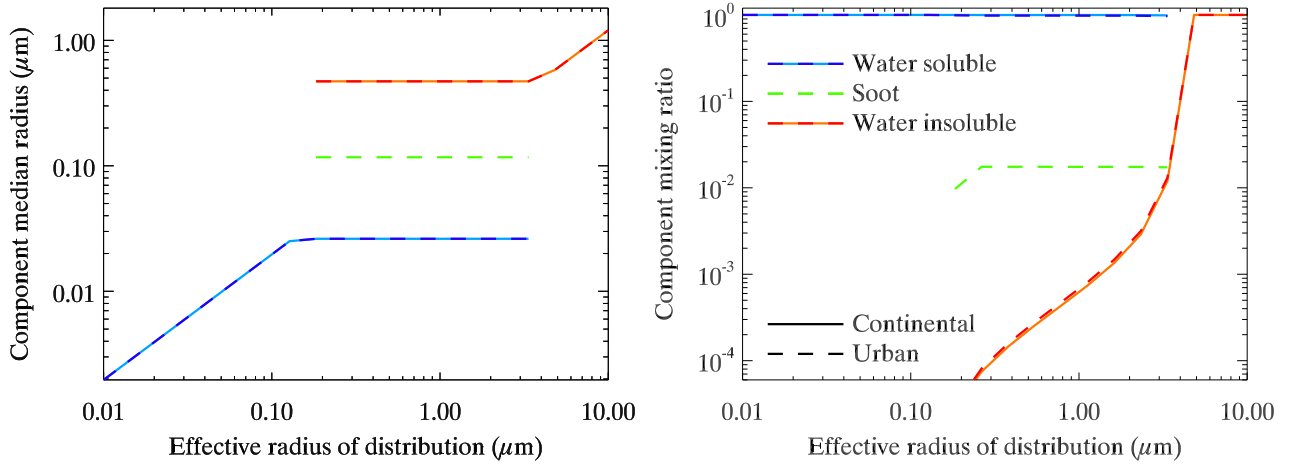 Component median radius (μm)
1.00
0.10
0.01
0.01 0.10 1.00 10.00
Effective radius of distribution (μm)
Component mixing ratio
10⁰
10⁻¹
10⁻²
10⁻³
10⁻⁴
Water soluble
Soot
Water insoluble
Continental
Urban
0.01 0.10 1.00 10.00
Effective radius of distribution (μm)